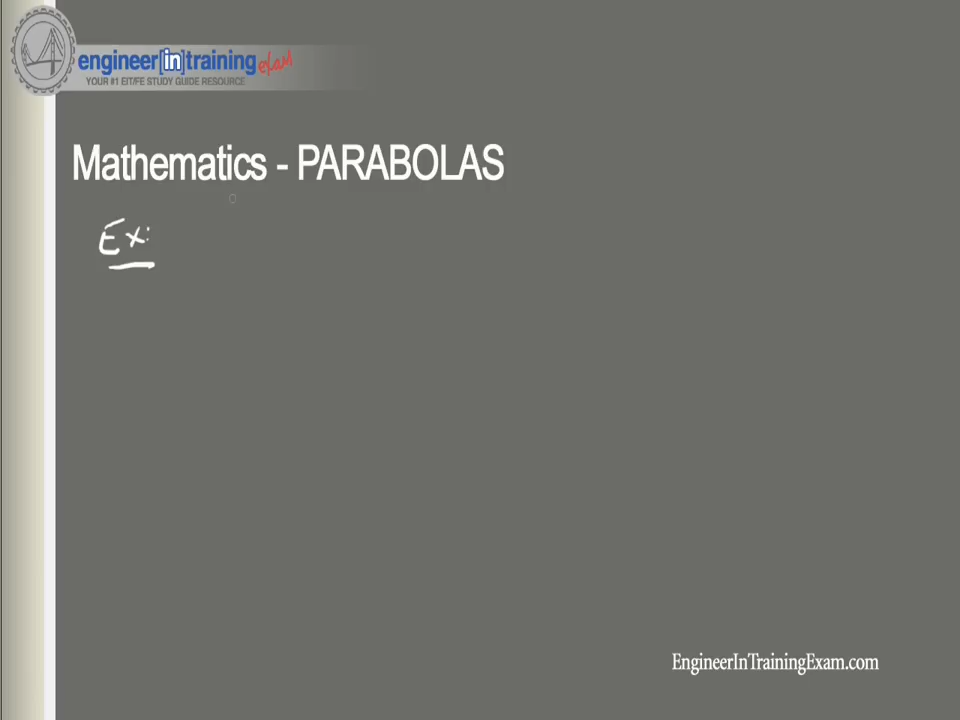 engineer[in]training exam
YOUR #1 EIT/FE STUDY GUIDE RESOURCE
Mathematics - PARABOLAS
Ex:
EngineerInTrainingExam.com